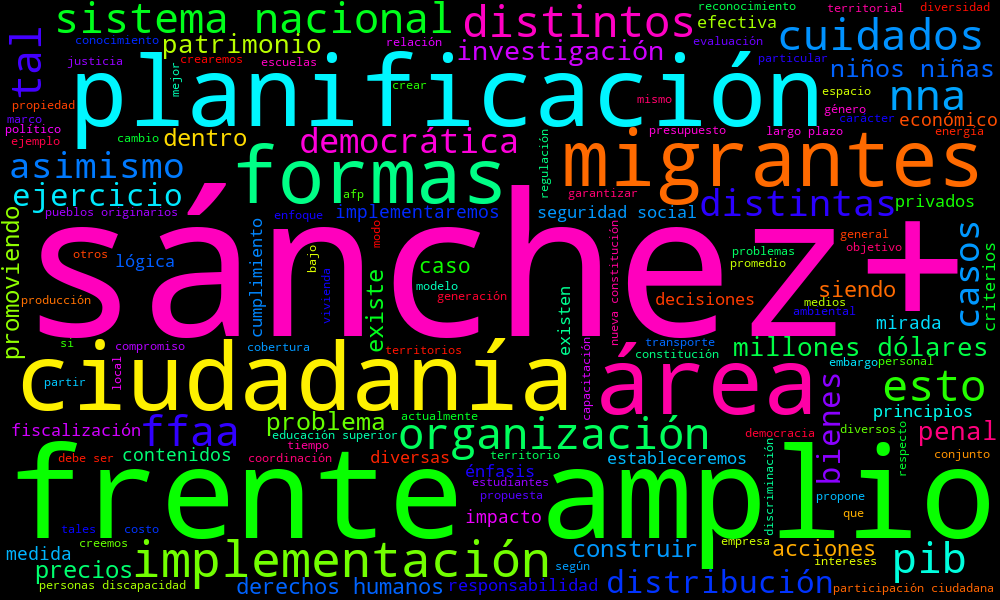 sistema nacional
distintos
reconocimiento
territorial
diversidad
efectiva
cuidados
conocimiento
patrimonio
relación
investigación
evaluación
tal
justicia
crearemos
escuelas
particular
niños niñas
mejor
planificación
crear
mismo
espacio
nna
propiedad
marco
político
ejemplo
cambio
dentro
democrática
género
económico
carácter
presupuesto
largo plazo
energía
regulación
asimismo
formas
migrantes
ejercicio
afp
garantizar
distintas
privados
pueblos originarios
enfoque
implementaremos
seguridad social
promoviendo
otros
lógica
cumplimiento
bajo
modo
sánchez+
caso
problemas
promedio
general
objetivo
casos
criterios
existe
modelo
generación
existen
nueva constitución
decisiones
siendo
medios
ambiental
producción
vivienda
mirada
si
compromiso
cobertura
territorios
transporte
constitución
millones dólares
embargo
personal
partir
local
ciudadanía
capacitación
área
esto
bienes
principios
fiscalización
ffaa
problema
actualmente
organización
democracia
diversos
respecto
penal
educación superior
tiempo
territorio
debe ser
contenidos
coordinación
diversas
énfasis
estableceremos
discriminación
conjunto
frente amplio
estudiantes
propuesta
propone
tales
costo
impacto
que
creemos
implementación
construir
empresa
acciones
intereses
pib
medida
precios
según
personas discapacidad
derechos humanos
responsabilidad
distribución
participación ciudadana